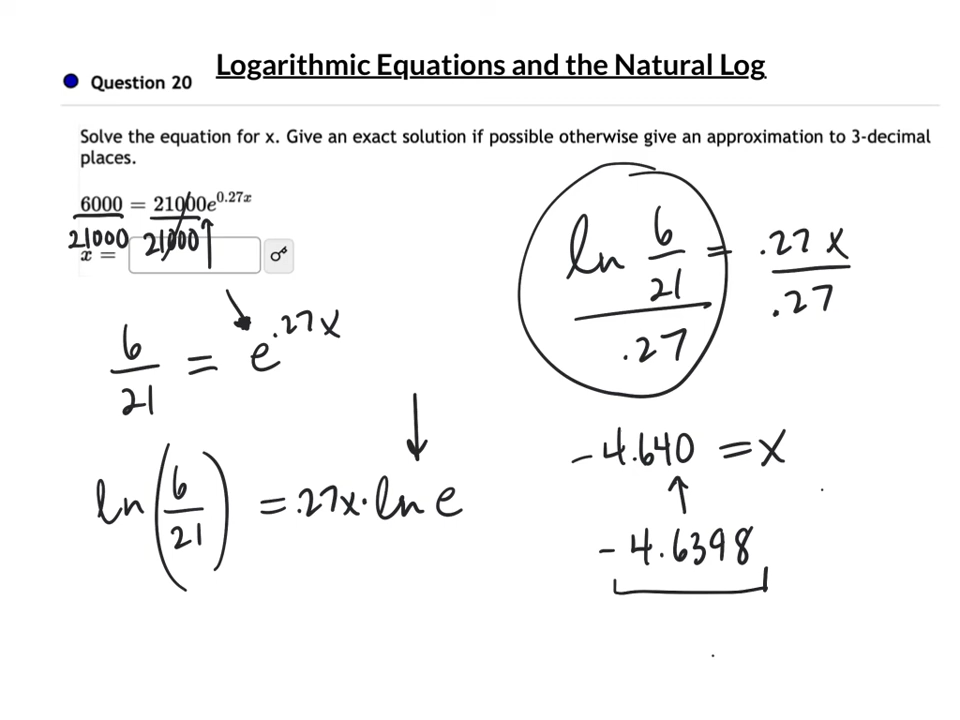 Logarithmic Equations and the Natural Log
Question 20
Solve the equation for x. Give an exact solution if possible otherwise give an approximation to 3-decimal
places.
6000 = 21000e^0.27x
21000 21000
x =
6/21 = e^.27x
ln(6/21) = .27x · ln e
ln 6/21 = .27x
.27 .27
-4.640 = x
-4.6398